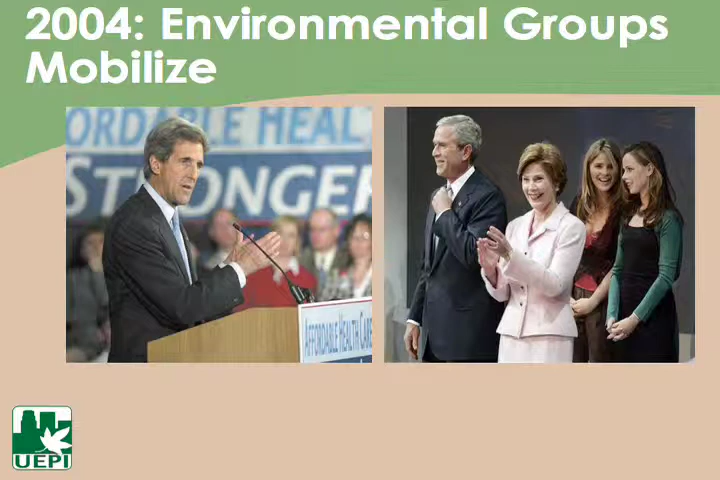 2004: Environmental Groups
Mobilize
ORDABLE HEAL
STRONGER
AFFORDABLE HEALTH CARE
UEPI